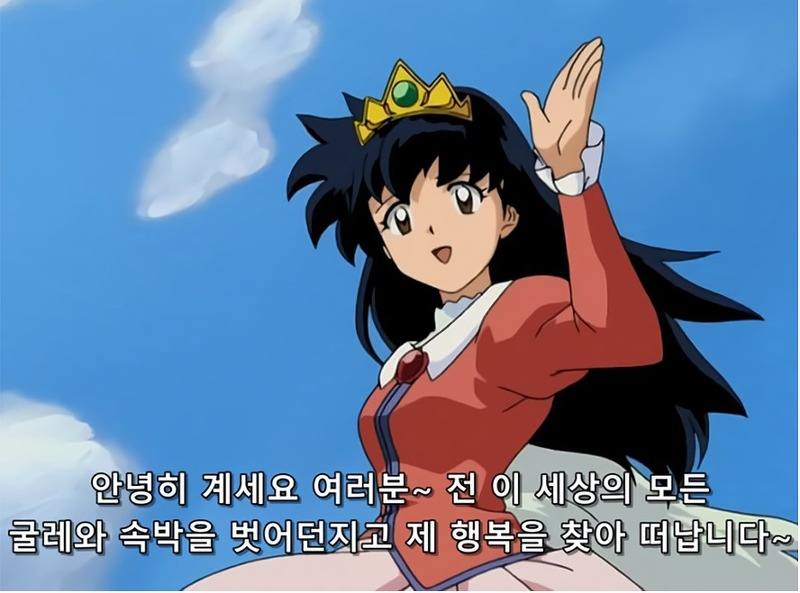 안녕히 계세요 여러분~ 전 이 세상의 모든
굴레와 속박을 벗어던지고 제 행복을 찾아 떠납니다~